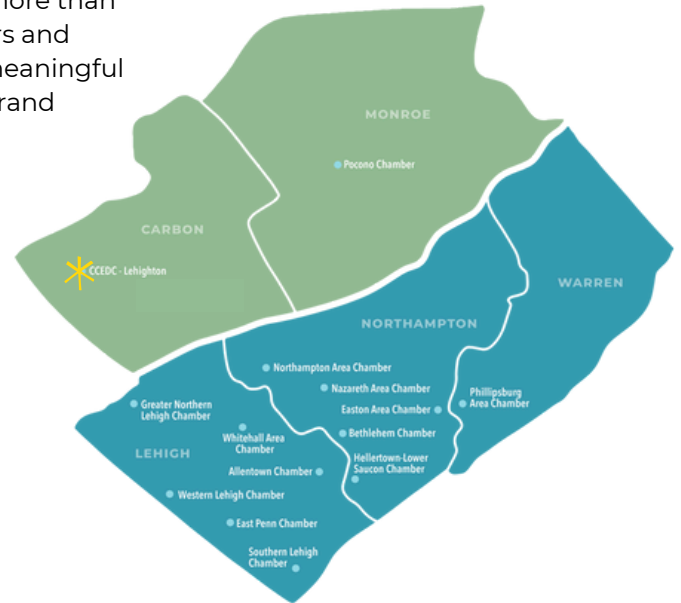 more than
rs and
neaningful
rand
MONROE
Pocono Chamber
CARBON
CCEDC - Lehighton
WARREN
NORTHAMPTON
Northampton Area Chamber
Nazareth Area Chamber
Phillipsburg
Area Chamber
Easton Area Chamber
Greater Northern
Lehigh Chamber
Bethlehem Chamber
Whitehall Area
Chamber
LEHIGH
Hellertown-Lower
Saucon Chamber
Allentown Chamber
Western Lehigh Chamber
East Penn Chamber
Southern Lehigh
Chamber